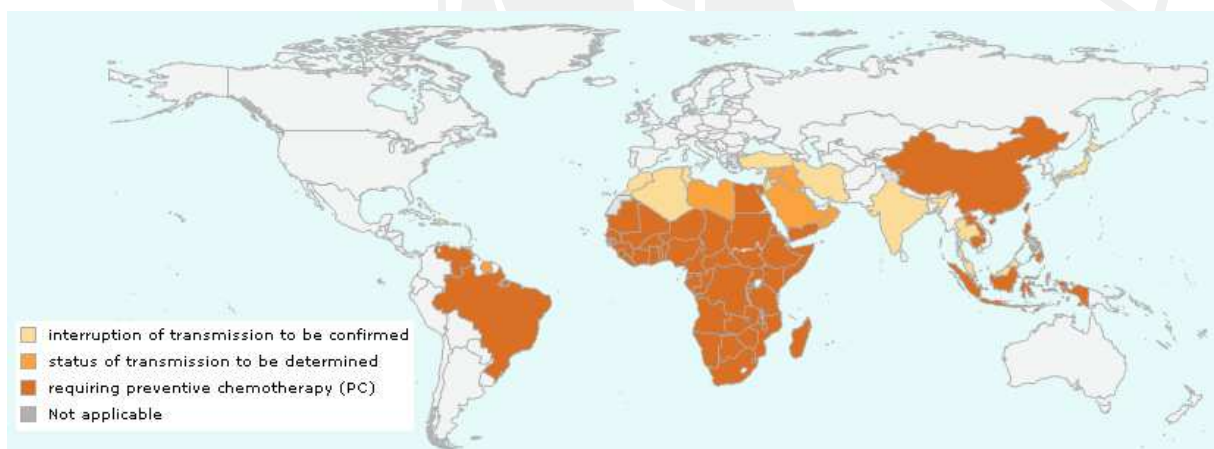 interruption of transmission to be confirmed
status of transmission to be determined
requiring preventive chemotherapy (PC)
Not applicable